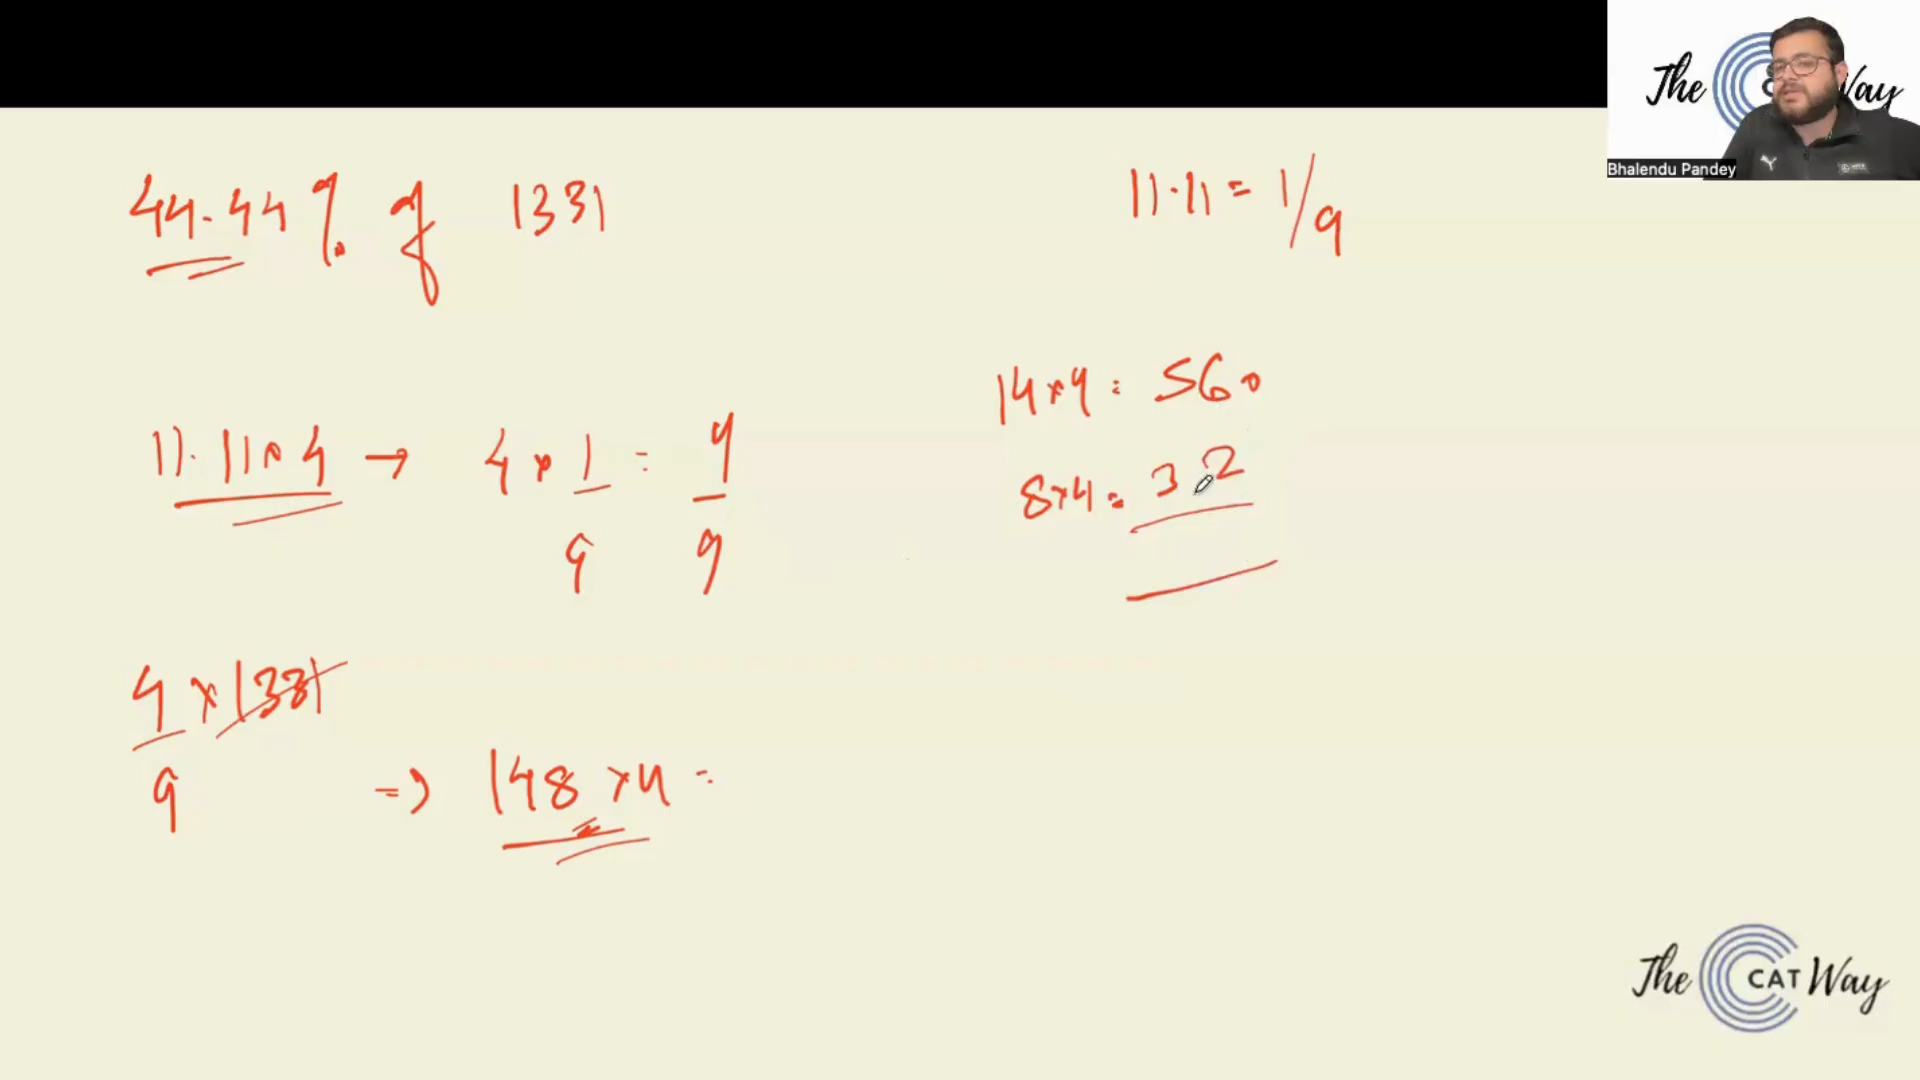 The C Way
Bhalendu Pandey
44.44% of 1331
11.11 = 1/9
14×4 = 560
11.11×4 → 4 × 1/9 = 4/9
8×4 = 32
4/9 × 1331
=> 148 ×4 =
The CAT Way